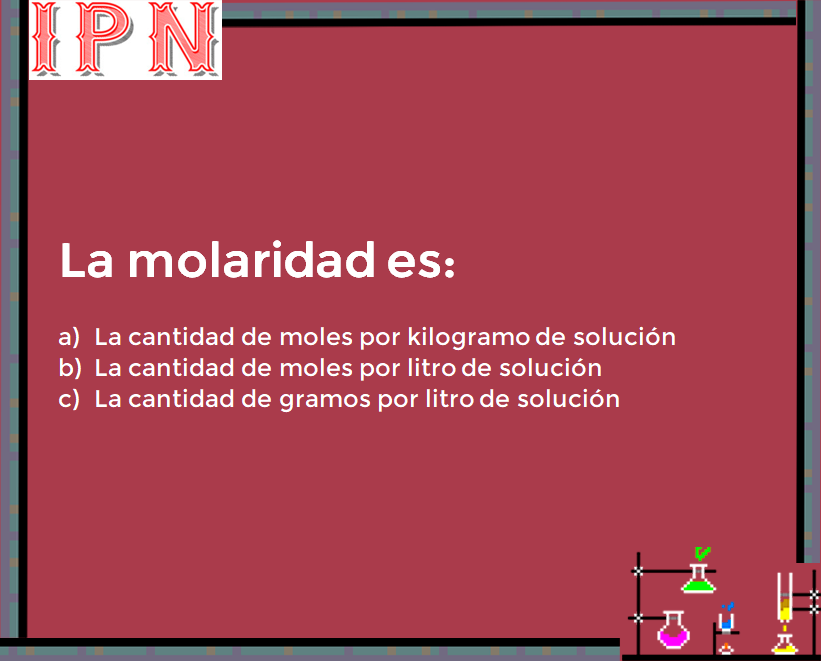 IPN
La molaridad es:
a) La cantidad de moles por kilogramo de solución
b) La cantidad de moles por litro de solución
c) La cantidad de gramos por litro de solución